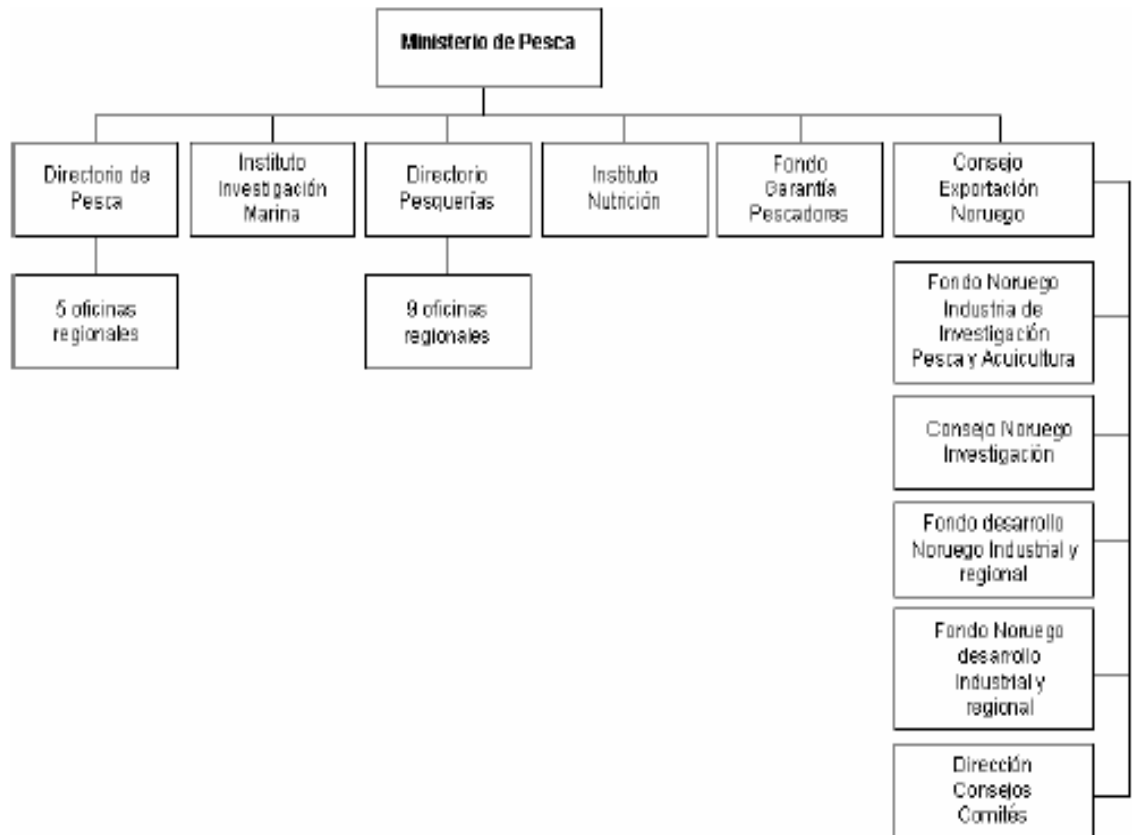 Ministerio de Pesca
Directorio de
Pesca
Instituto
Investigación
Marina
Directorio
Pesquerías
Instituto
Nutrición
Fondo
Garantía
Pescadores
Consejo
Exportación
Noruego
5 oficinas
regionales
9 oficinas
regionales
Fondo Noruego
Industria de
Investigación
Pesca y Acuicultura
Consejo Noruego
Investigación
Fondo desarrollo
Noruego Industrial y
regional
Fondo Noruego
desarrollo
Industrial y
regional
Dirección
Consejos
Comités